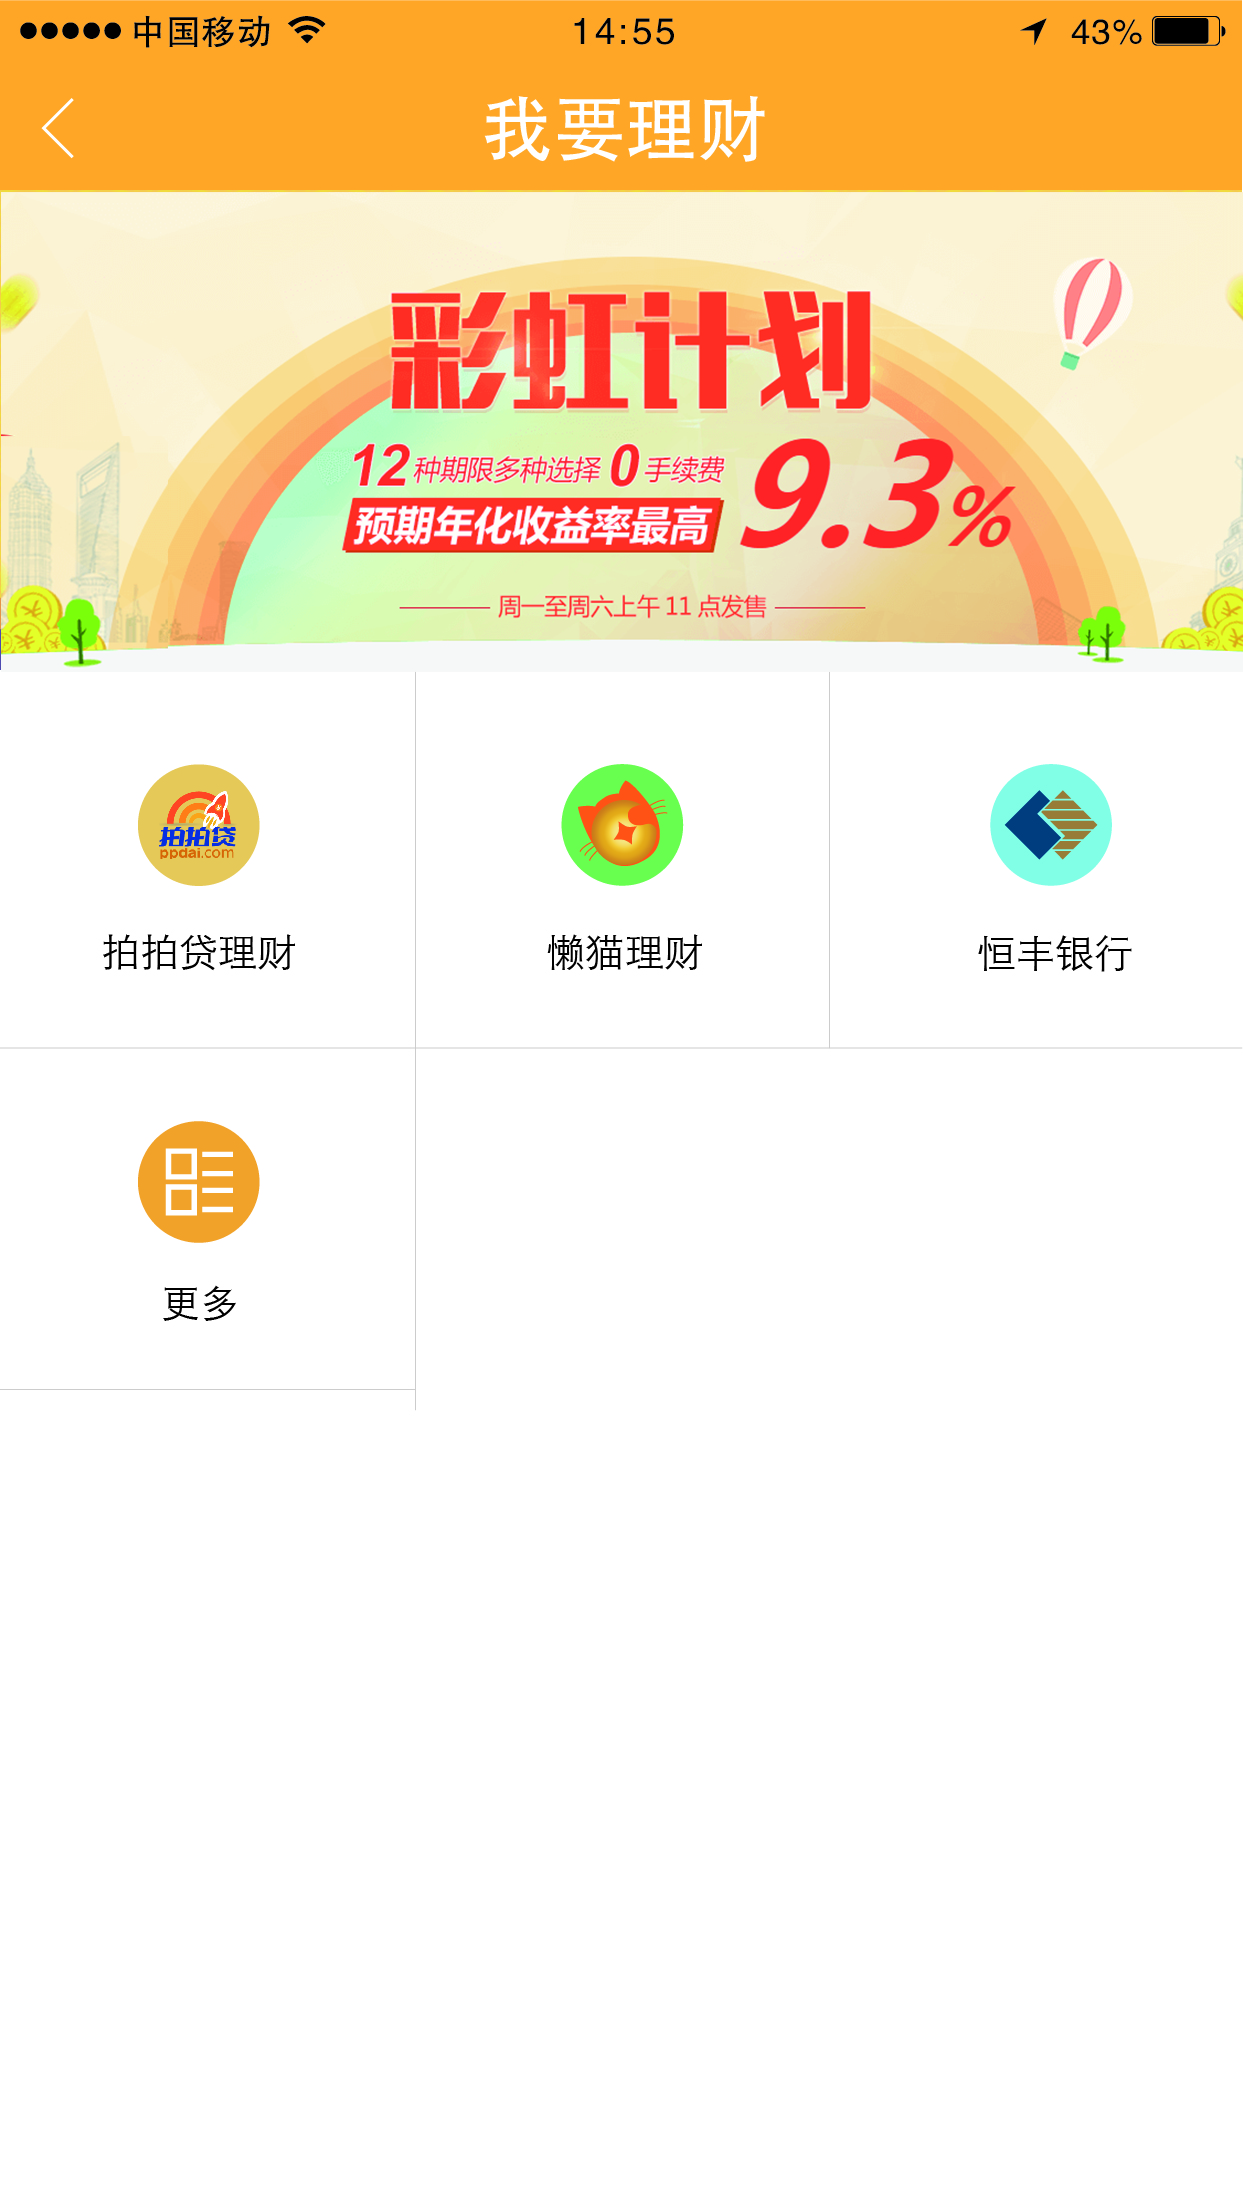 中国移动 14:55 43%
我要理财
彩虹计划
12种期限多种选择 0手续费
预期年化收益率最高 9.3%
周一至周六上午 11 点发售
拍拍贷
ppdai.com
拍拍贷理财 懒猫理财 恒丰银行
更多